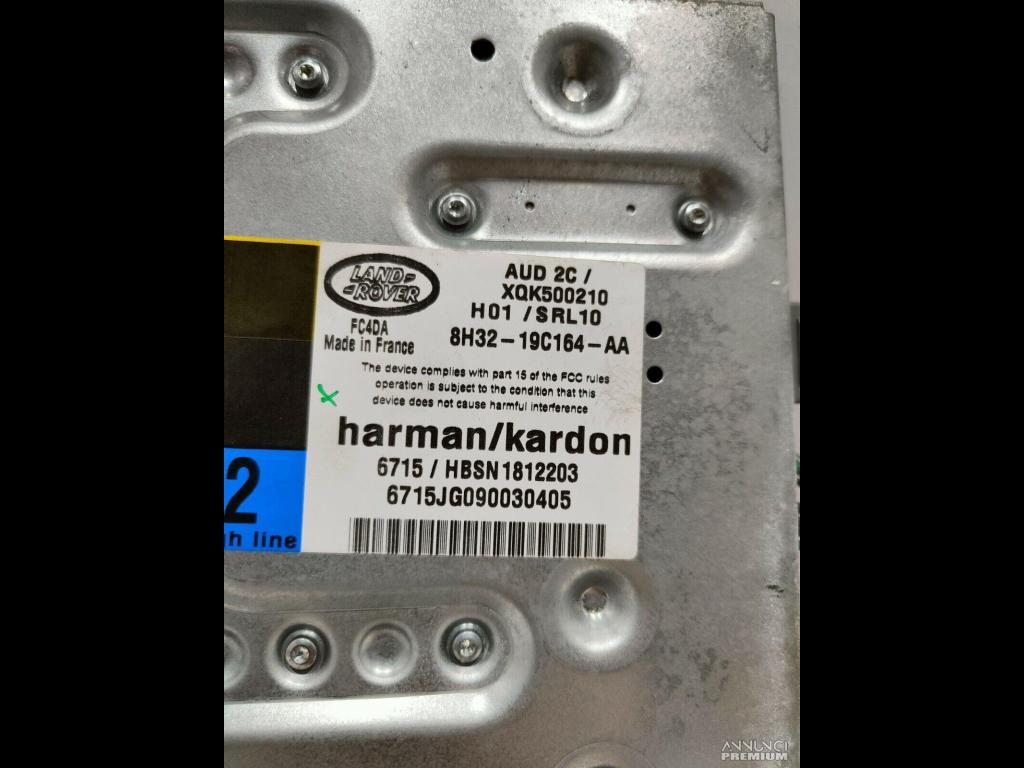 LAND-
-ROVER
FC4DA
Made in France
AUD 2C /
XQK500210
H01 / SRL10
8H32-19C164-AA
The device complies with part 15 of the FCC rules
operation is subject to the condition that this
device does not cause harmful interference
harman/kardon
6715 / HBSN1812203
6715JG090030405
2
line
ANNUNCI
PREMIUM